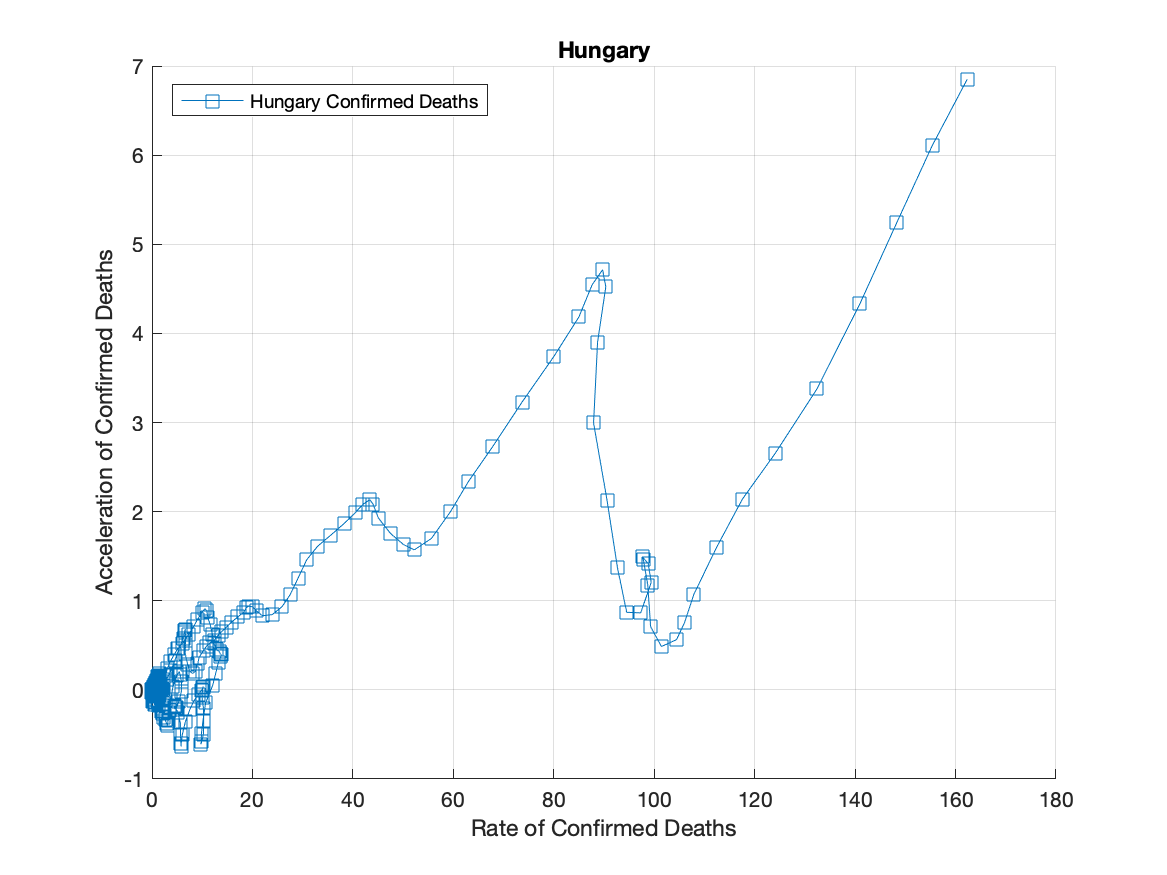 Hungary
Hungary Confirmed Deaths
7
6
5
4
3
2
1
0
-1
Acceleration of Confirmed Deaths
0 20 40 60 80 100 120 140 160 180
Rate of Confirmed Deaths